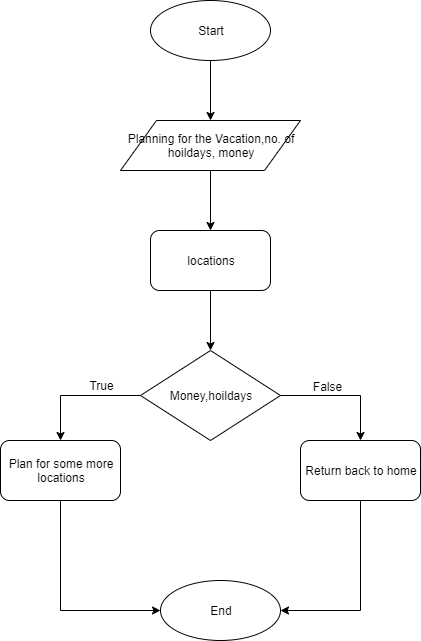 Start
Planning for the Vacation,no. of
hoildays, money
locations
Money,hoildays
True
False
Plan for some more
locations
Return back to home
End